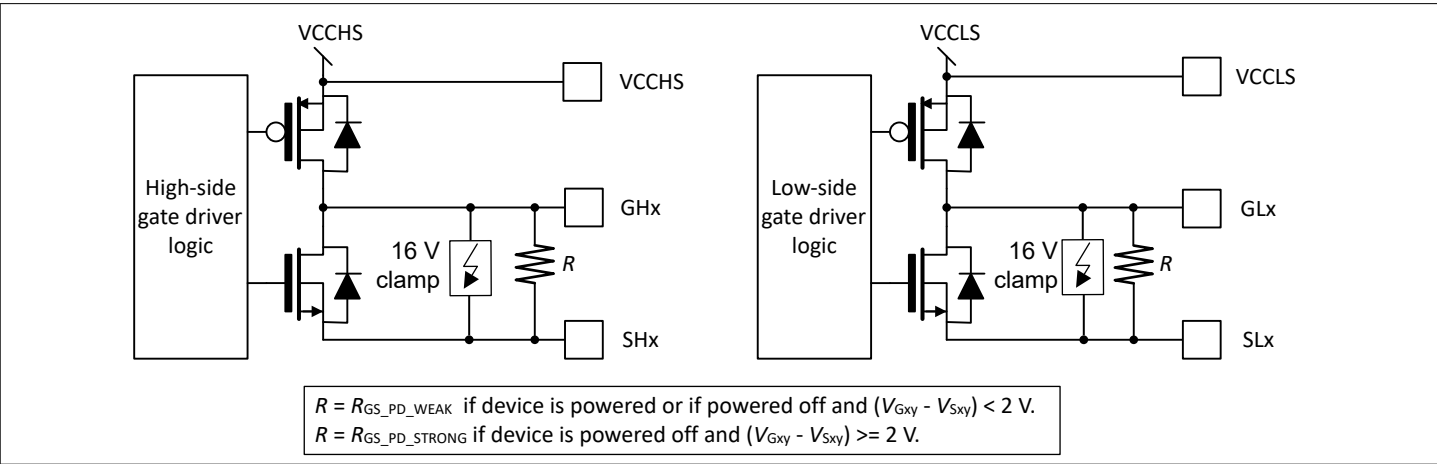 VCCHS
VCCHS
High-side
gate driver
logic
GHx
16 V
clamp
R
SHx
VCCLS
VCCLS
Low-side
gate driver
logic
GLx
16 V
clamp
R
SLx
R = RGS_PD_WEAK if device is powered or if powered off and (VGxy - VSxy) < 2 V.
R = RGS_PD_STRONG if device is powered off and (VGxy - VSxy) >= 2 V.